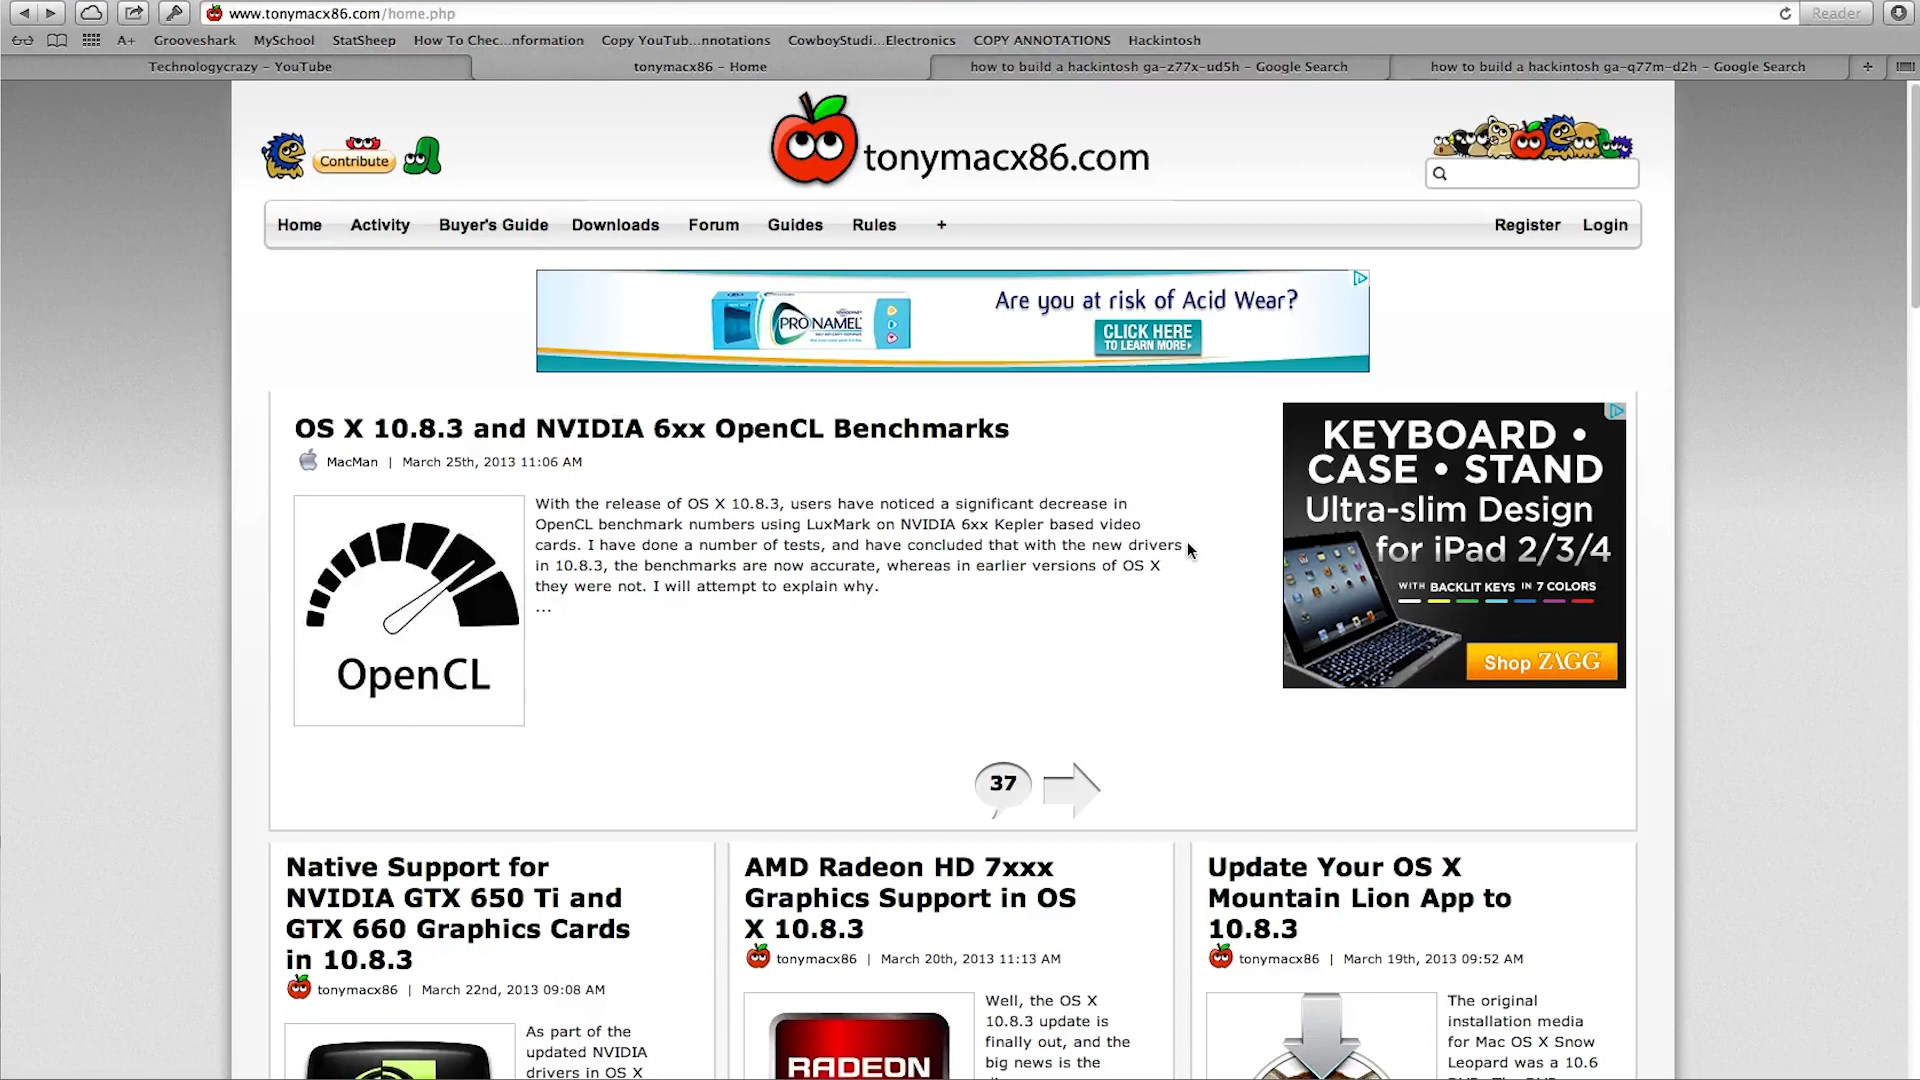 www.tonymacx86.com/home.php
Reader
A+ Grooveshark MySchool StatSheep How To Chec...nformation Copy YouTub...nnotations CowboyStudi...Electronics COPY ANNOTATIONS Hackintosh
Technologycrazy - YouTube
tonymacx86 - Home
how to build a hackintosh ga-z77x-ud5h - Google Search
how to build a hackintosh ga-q77m-d2h - Google Search
Contribute
tonymacx86.com
Home Activity Buyer's Guide Downloads Forum Guides Rules +
Register Login
PRONAMEL
Are you at risk of Acid Wear?
CLICK HERE
TO LEARN MORE
OS X 10.8.3 and NVIDIA 6xx OpenCL Benchmarks
MacMan | March 25th, 2013 11:06 AM
With the release of OS X 10.8.3, users have noticed a significant decrease in
OpenCL benchmark numbers using LuxMark on NVIDIA 6xx Kepler based video
cards. I have done a number of tests, and have concluded that with the new drivers
in 10.8.3, the benchmarks are now accurate, whereas in earlier versions of OS X
they were not. I will attempt to explain why.
...
OpenCL
KEYBOARD •
CASE • STAND
Ultra-slim Design
for iPad 2/3/4
WITH BACKLIT KEYS IN 7 COLORS
Shop ZAGG
37
Native Support for
NVIDIA GTX 650 Ti and
GTX 660 Graphics Cards
in 10.8.3
tonymacx86 | March 22nd, 2013 09:08 AM
As part of the
updated NVIDIA
drivers in OS X
AMD Radeon HD 7xxx
Graphics Support in OS
X 10.8.3
tonymacx86 | March 20th, 2013 11:13 AM
RADEON
Well, the OS X
10.8.3 update is
finally out, and the
big news is the
Update Your OS X
Mountain Lion App to
10.8.3
tonymacx86 | March 19th, 2013 09:52 AM
The original
installation media
for Mac OS X Snow
Leopard was a 10.6